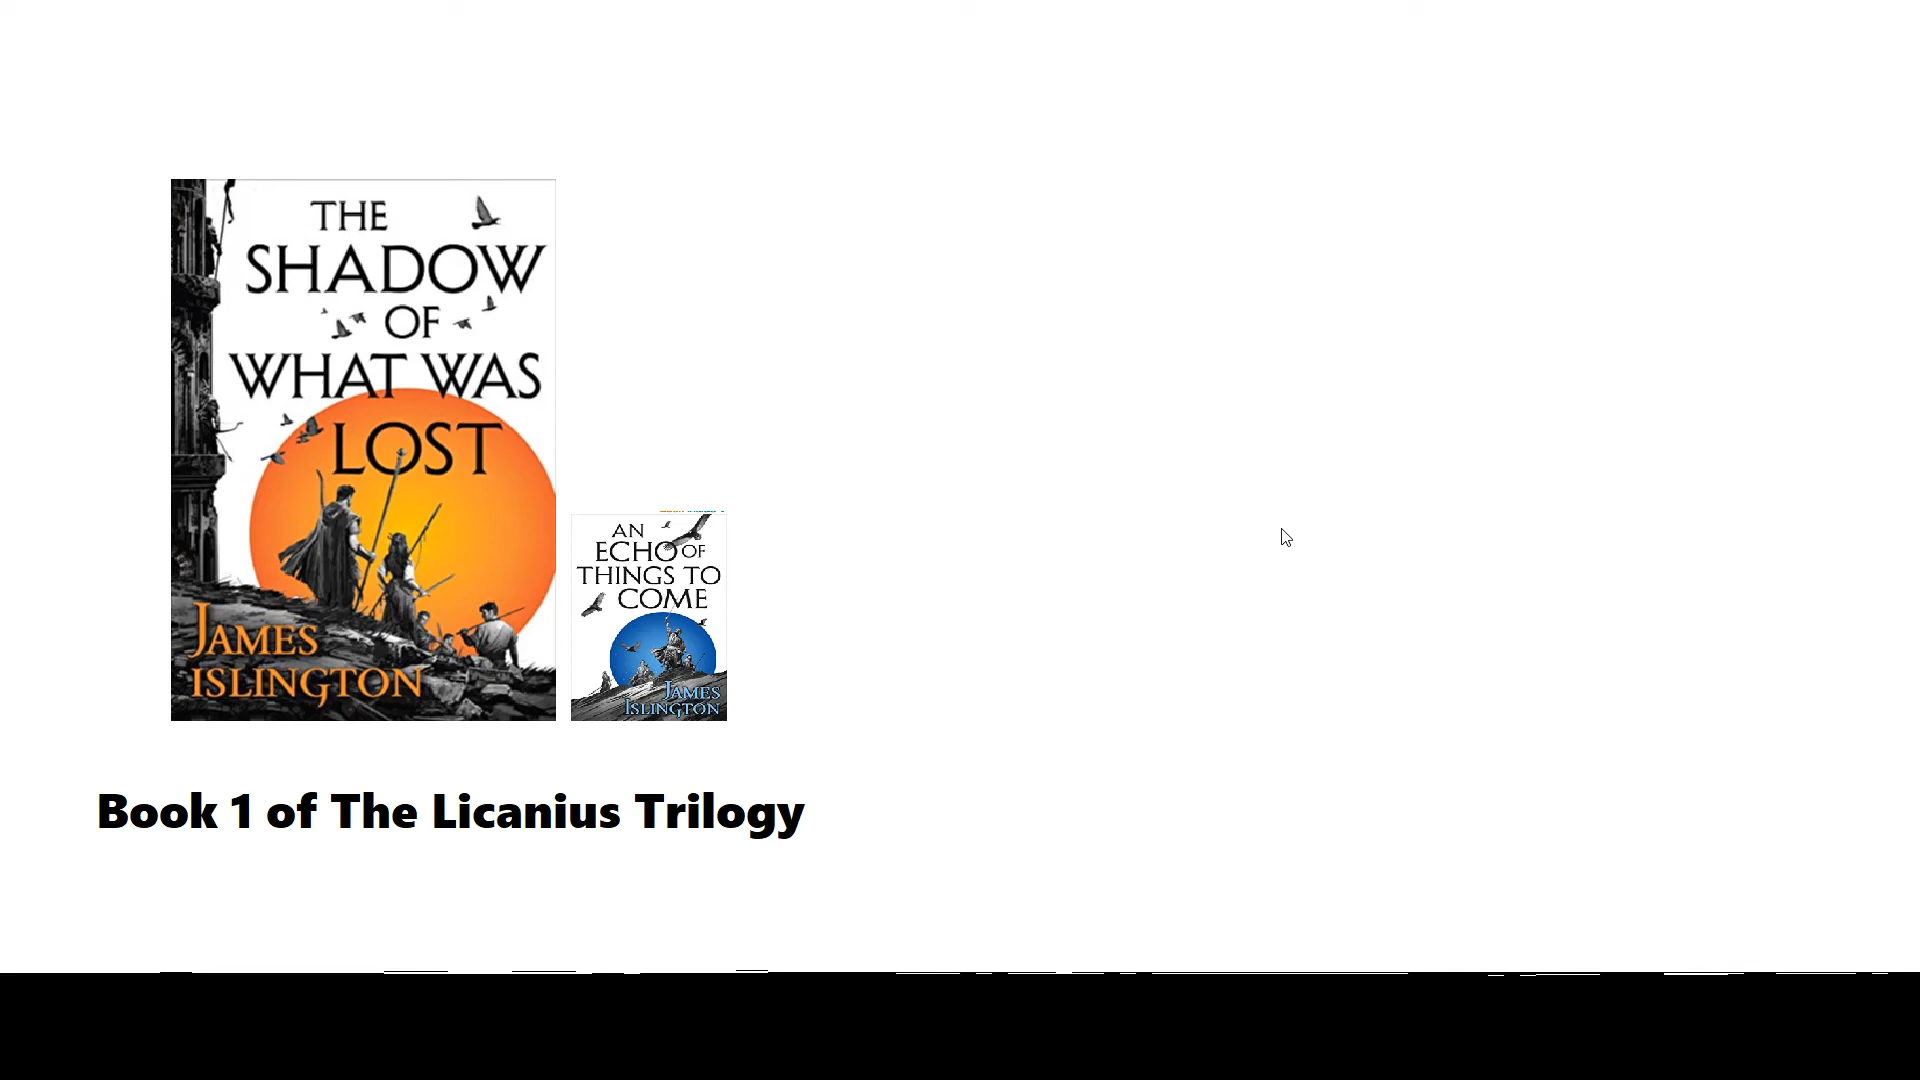 THE
SHADOW
OF
WHAT WAS
LOST
JAMES
ISLINGTON
AN
ECHO OF
THINGS TO
COME
JAMES
ISLINGTON
Book 1 of The Licanius Trilogy